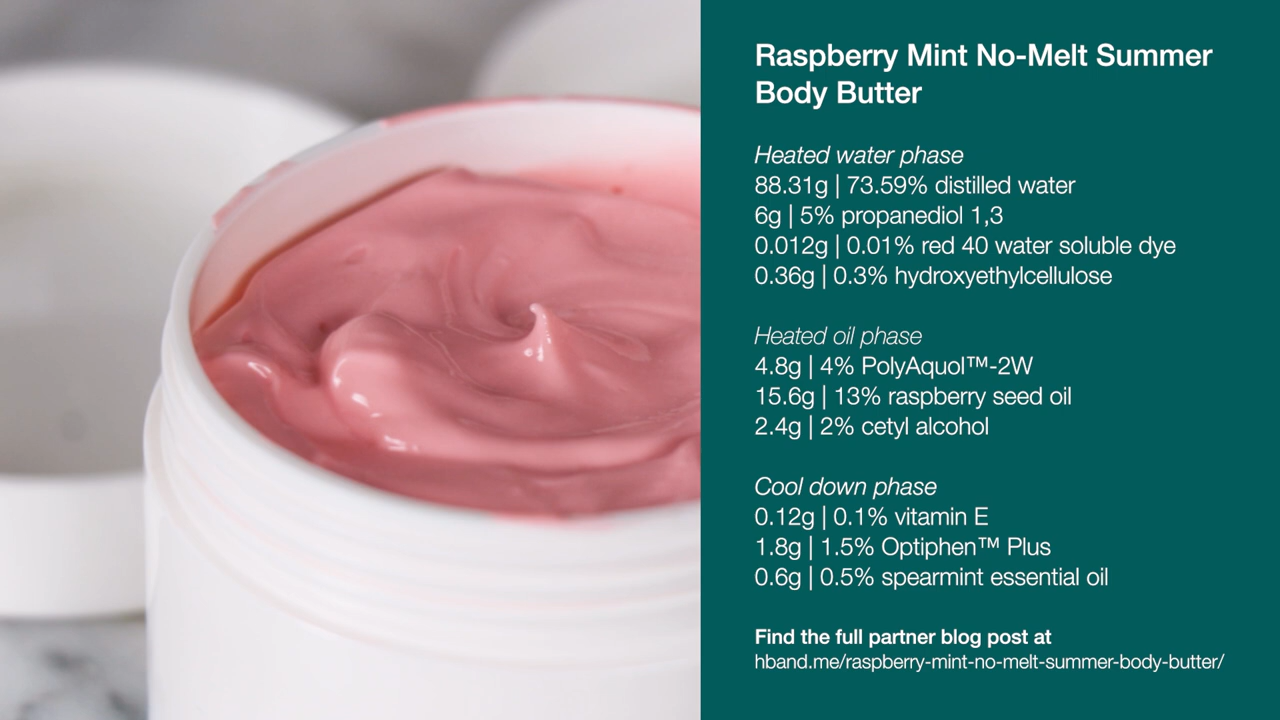 Raspberry Mint No-Melt Summer
Body Butter
Heated water phase
88.31g | 73.59% distilled water
6g | 5% propanediol 1,3
0.012g | 0.01% red 40 water soluble dye
0.36g | 0.3% hydroxyethylcellulose
Heated oil phase
4.8g | 4% PolyAquol™-2W
15.6g | 13% raspberry seed oil
2.4g | 2% cetyl alcohol
Cool down phase
0.12g | 0.1% vitamin E
1.8g | 1.5% Optiphen™ Plus
0.6g | 0.5% spearmint essential oil
Find the full partner blog post at
hband.me/raspberry-mint-no-melt-summer-body-butter/